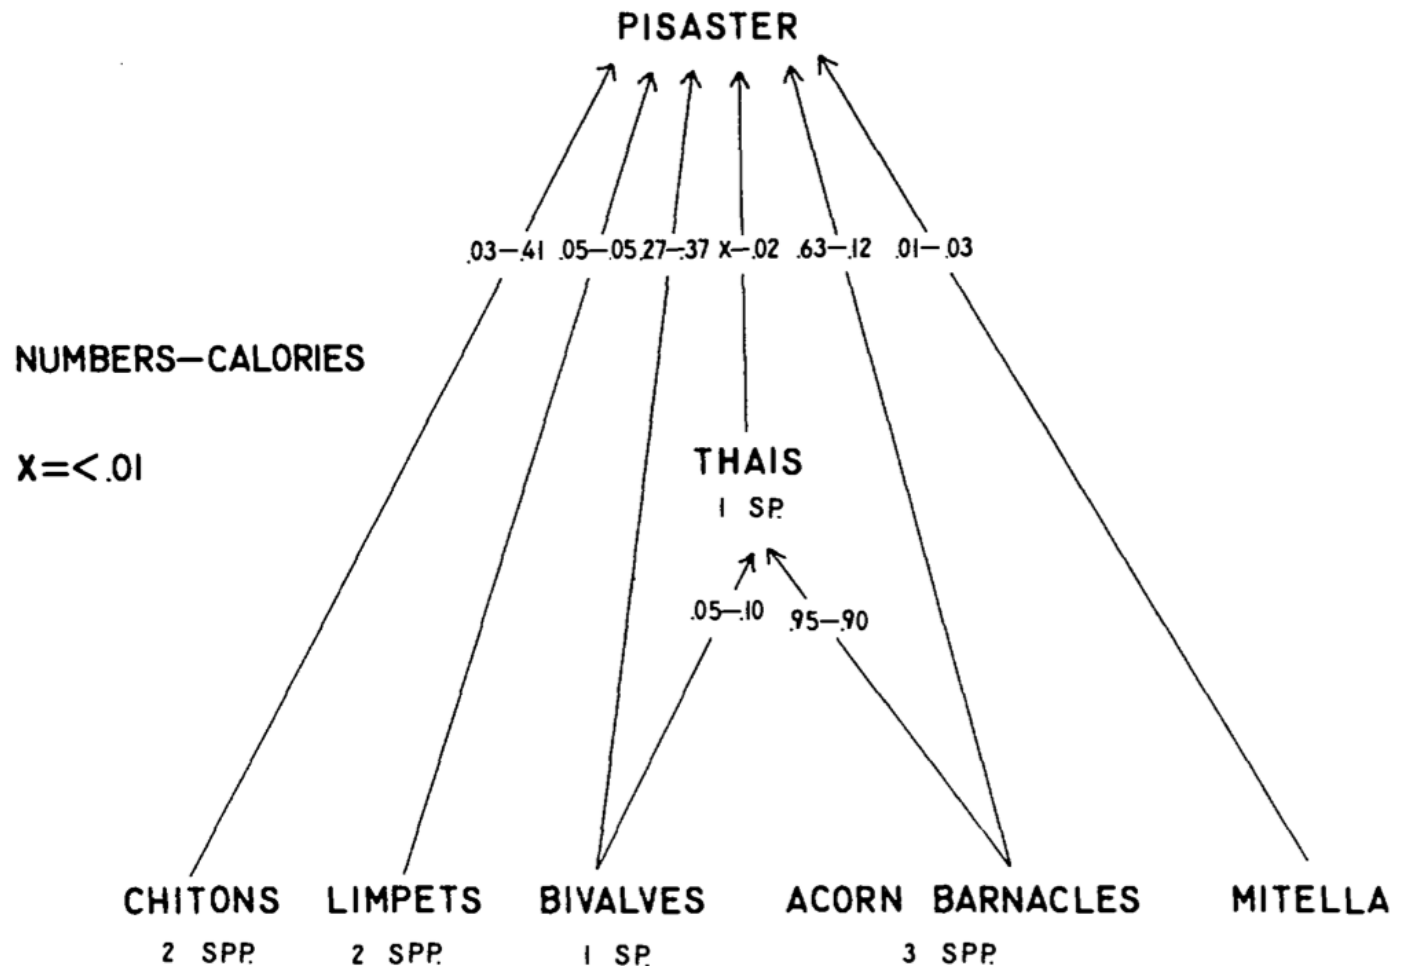 PISASTER
.03-.41 .05-.05 .27-.37 X-.02 .63-.12 .01-.03
NUMBERS-CALORIES
X=<.01
THAIS
1 SP.
.05-.10 .95-.90
CHITONS LIMPETS BIVALVES ACORN BARNACLES MITELLA
2 SPP. 2 SPP. 1 SP. 3 SPP.